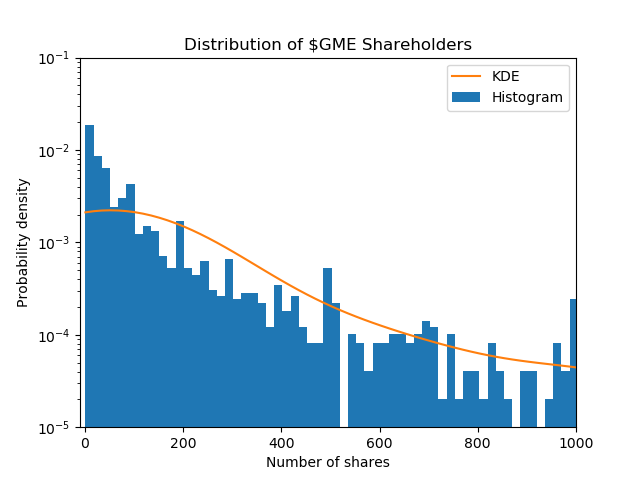 Distribution of $GME Shareholders
KDE
Histogram
Probability density
10⁻¹
10⁻²
10⁻³
10⁻⁴
10⁻⁵
0 200 400 600 800 1000
Number of shares